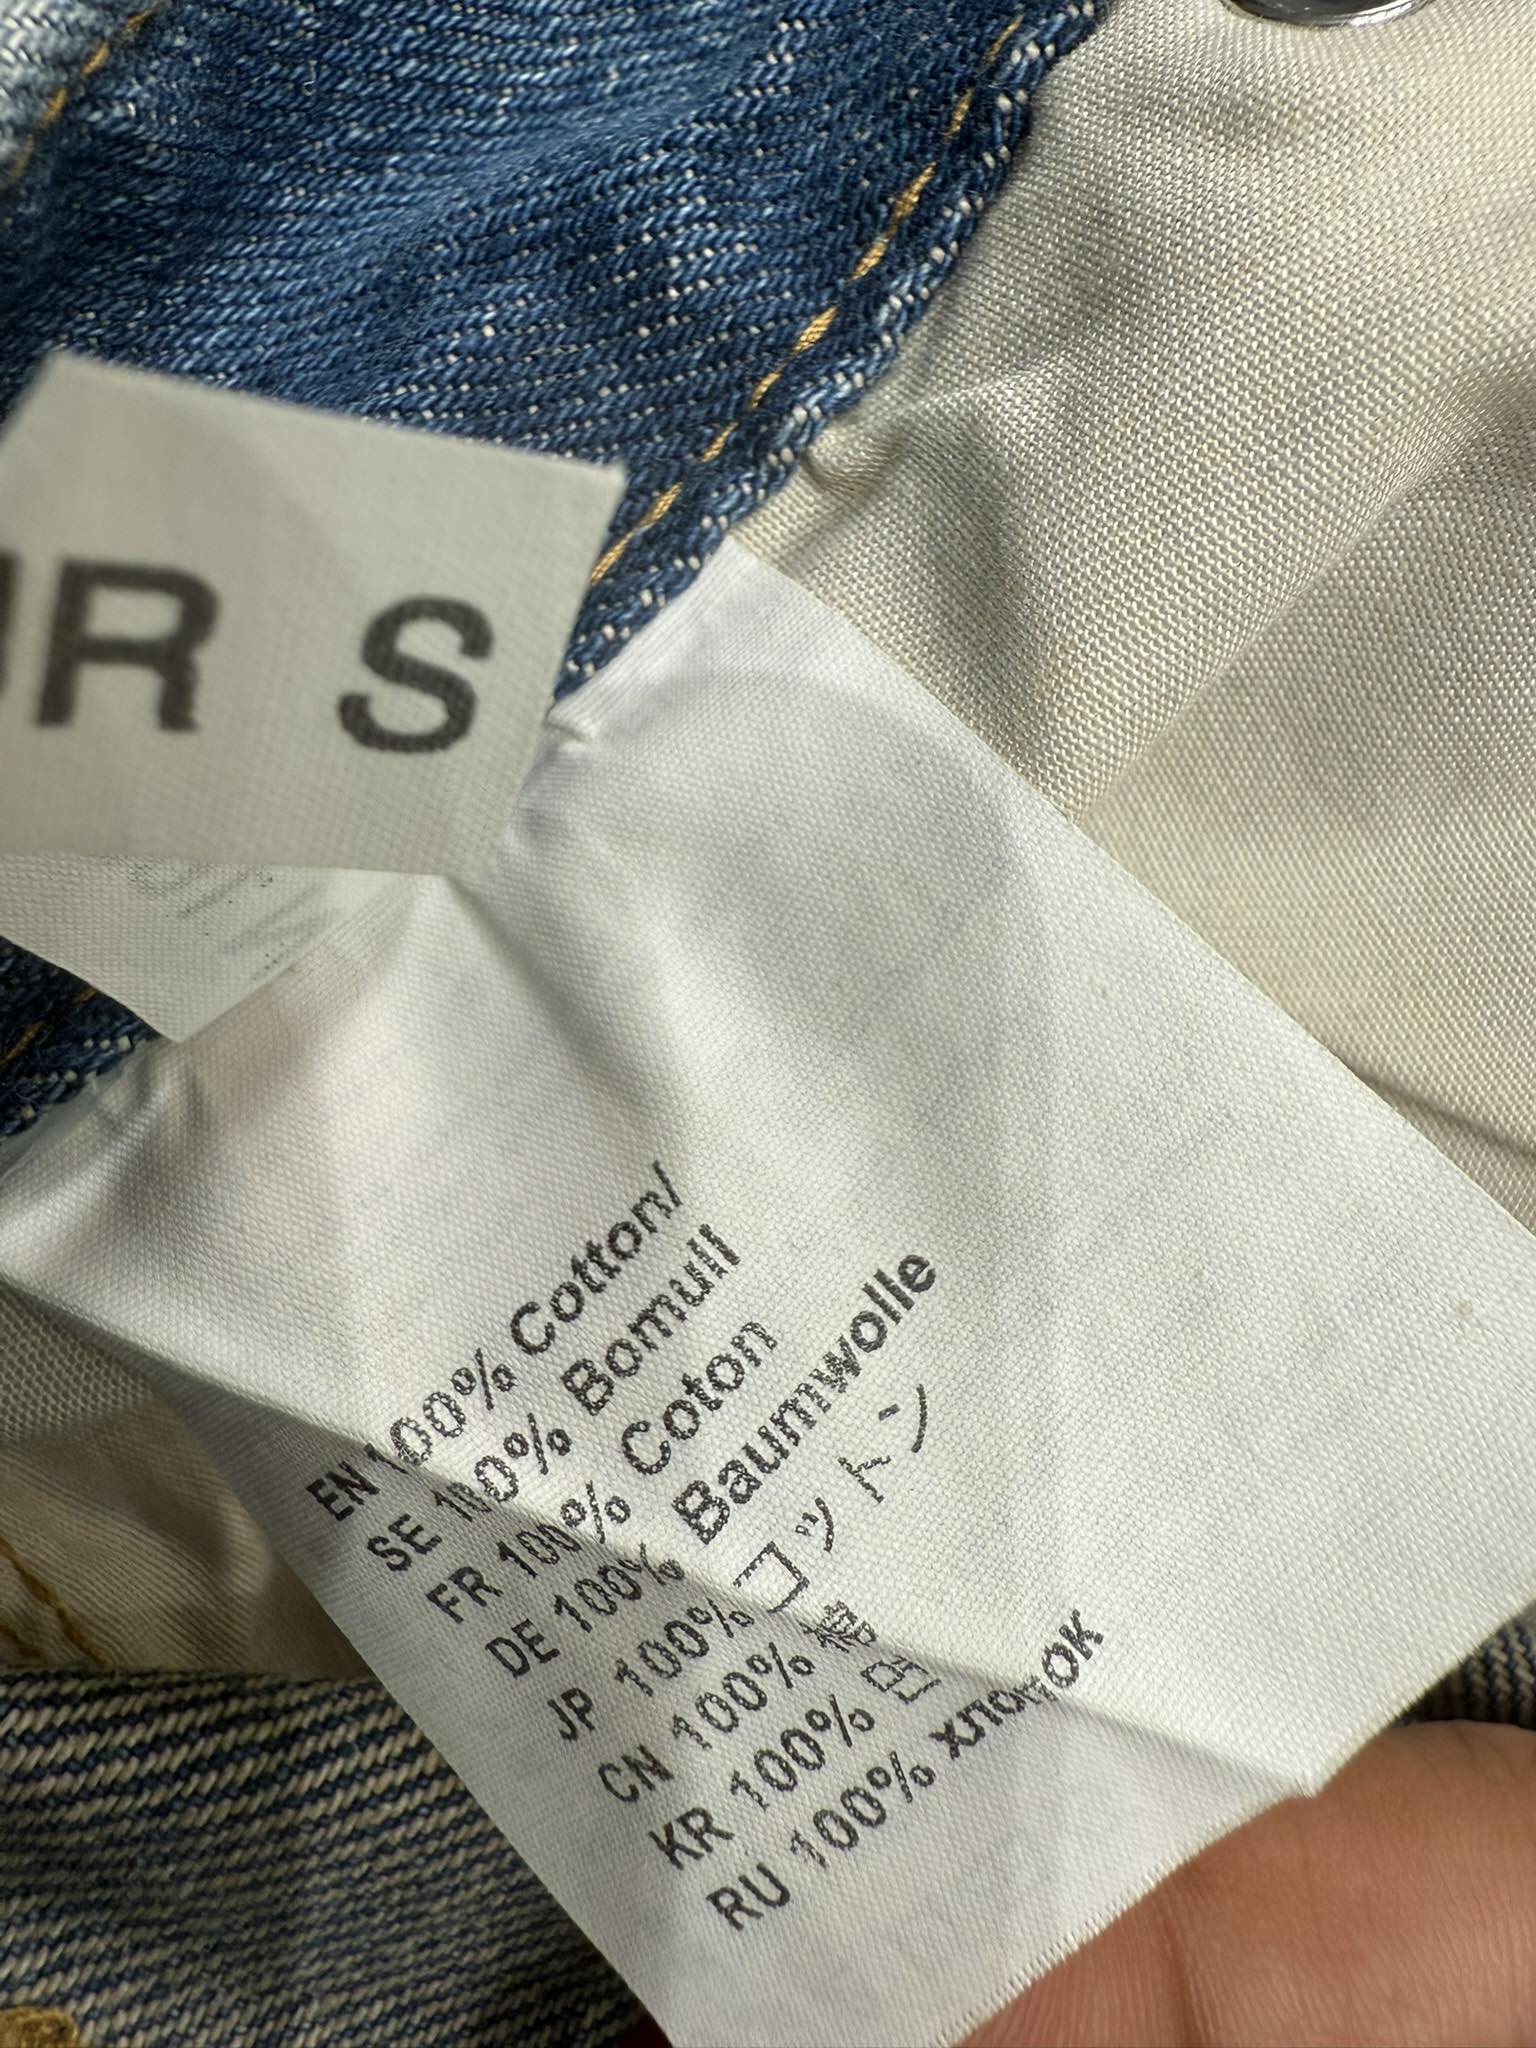 UR S
EN 100% Cotton/
SE 100% Bomull
FR 100% Coton
DE 100% Baumwolle
JP 100% コットン
CN 100% 棉
KR 100% 면
RU 100% хлопок